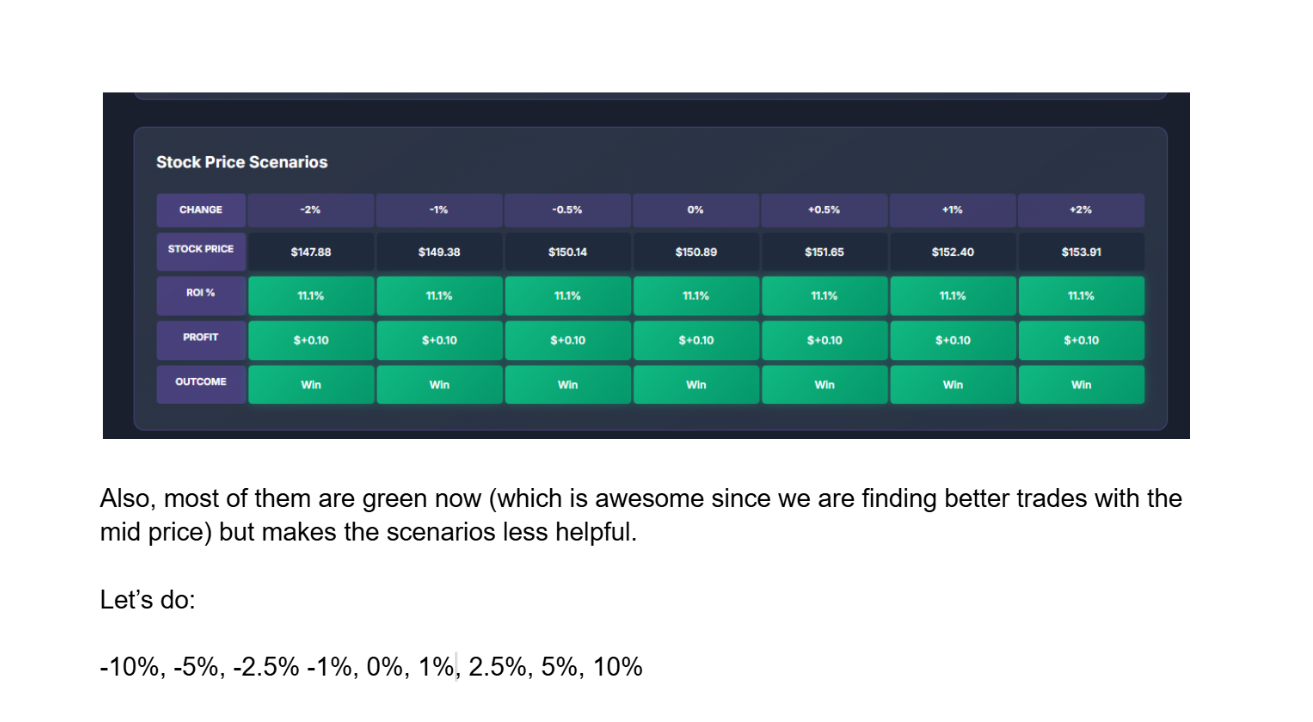 Stock Price Scenarios
CHANGE -2% -1% -0.5% 0% +0.5% +1% +2%
STOCK PRICE $147.88 $149.38 $150.14 $150.89 $151.65 $152.40 $153.91
ROI % 11.1% 11.1% 11.1% 11.1% 11.1% 11.1% 11.1%
PROFIT $+0.10 $+0.10 $+0.10 $+0.10 $+0.10 $+0.10 $+0.10
OUTCOME Win Win Win Win Win Win Win
Also, most of them are green now (which is awesome since we are finding better trades with the
mid price) but makes the scenarios less helpful.
Let’s do:
-10%, -5%, -2.5% -1%, 0%, 1%, 2.5%, 5%, 10%